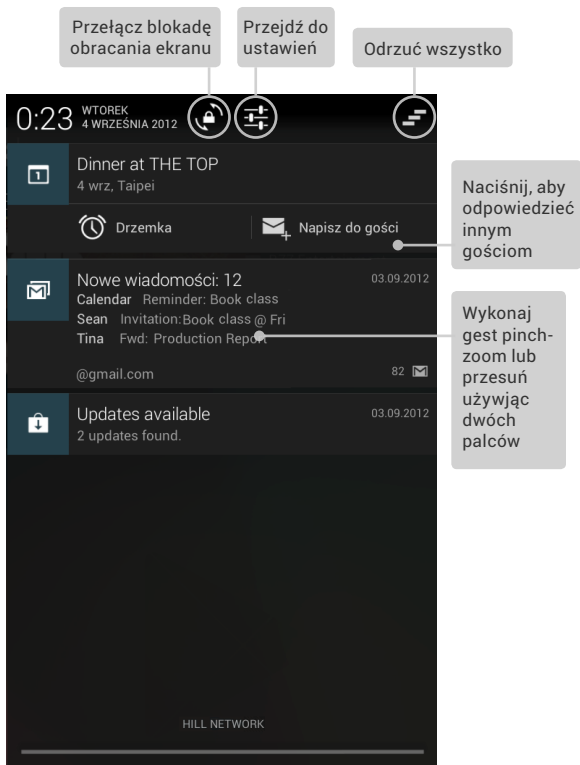 Przełącz blokadę
obracania ekranu
Przejdź do
ustawień
Odrzuć wszystko
0:23
WTOREK
4 WRZEŚNIA 2012
1
Dinner at THE TOP
4 wrz, Taipei
Drzemka
Napisz do gości
Naciśnij, aby
odpowiedzieć
innym
gościom
Nowe wiadomości: 12
03.09.2012
Calendar Reminder: Book class
Sean Invitation:Book class @ Fri
Tina Fwd: Production Report
@gmail.com
82
Wykonaj
gest pinch-
zoom lub
przesuń
używjąc
dwóch
palców
Updates available
03.09.2012
2 updates found.
HILL NETWORK